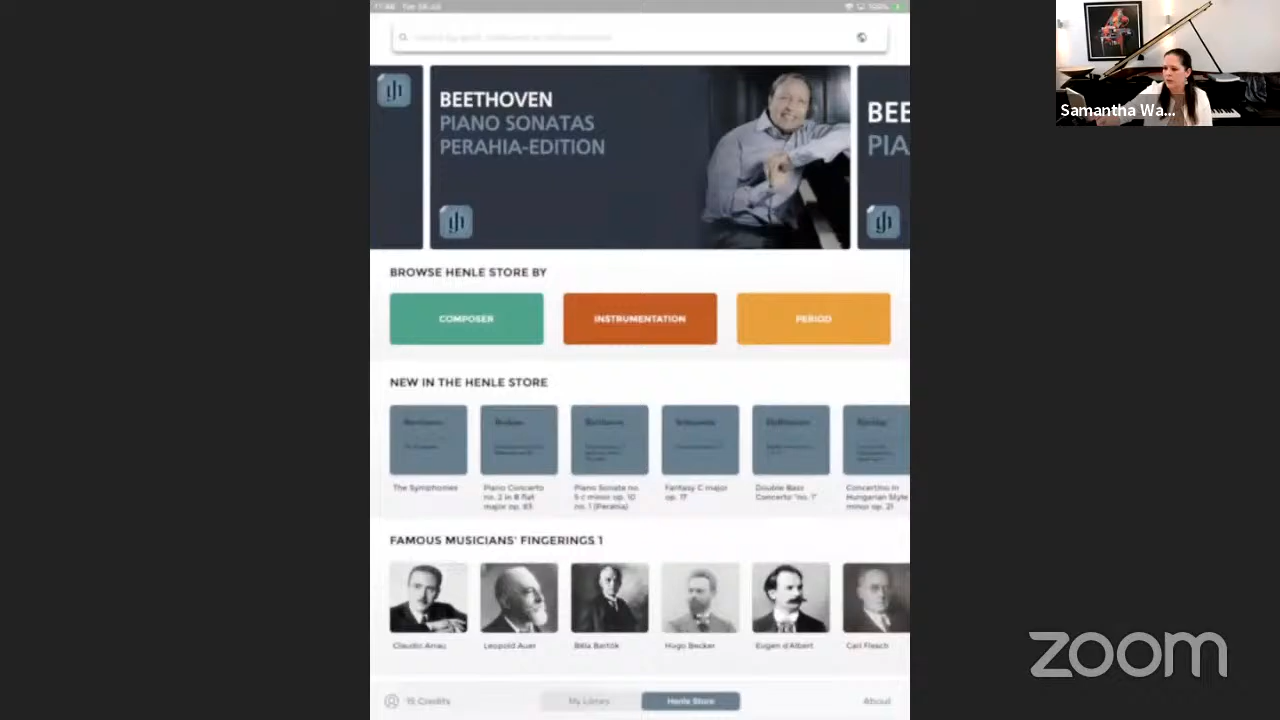 100%
Samantha Wa...
BEETHOVEN
PIANO SONATAS
PERAHIA-EDITION
BEE
PIA
BROWSE HENLE STORE BY
COMPOSER
INSTRUMENTATION
PERIOD
NEW IN THE HENLE STORE
The Symphonies
Piano Concerto
no. 2 in B flat
major op. 83
Piano Sonate no.
5 c minor op. 10
no. 1 (Perahia)
Fantasy C major
op. 17
Double Bass
Concerto "no. 1"
Concertino in
Hungarian Style
minor op. 21
FAMOUS MUSICIANS' FINGERINGS 1
Claudio Arrau
Leopold Auer
Béla Bartók
Hugo Becker
Eugen d'Albert
Carl Flesch
15 Credits
My Library
Henle Store
About
zoom